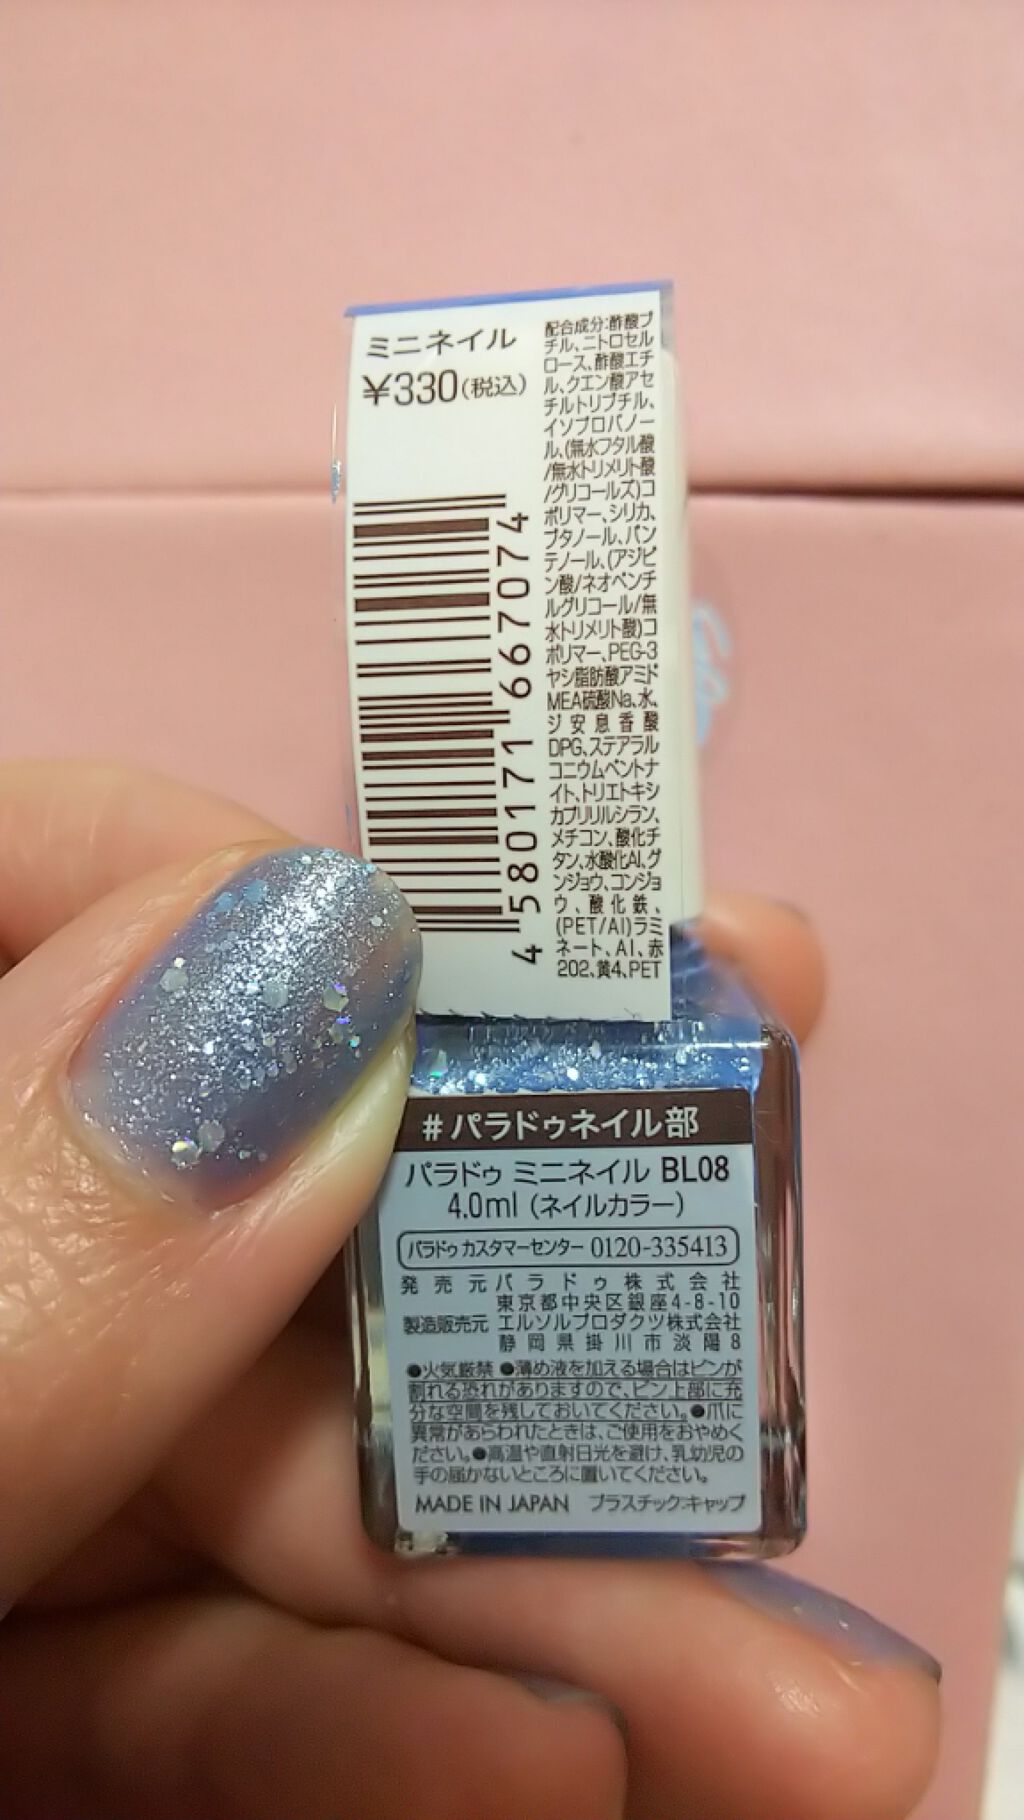 ミニネイル
¥330(税込)
4580171667074
配合成分:酢酸ブ
チル、ニトロセル
ロース、酢酸エチ
ル、クエン酸アセ
チルトリブチル、
イソプロパノー
ル、(無水フタル酸
/無水トリメリト酸
/グリコールズ)コ
ポリマー、シリカ、
ブタノール、パン
テノール、(アジピ
ン酸/ネオペンチ
ルグリコール/無
水トリメリト酸)コ
ポリマー、PEG-3
ヤシ脂肪酸アミド
MEA硫酸Na、水、
ジ安息香酸
DPG、ステアラル
コニウムベントナ
イト、トリエトキシ
カプリリルシラン、
メチコン、酸化チ
タン、水酸化Al、グ
ンジョウ、コンジョ
ウ、酸化鉄、
(PET/Al)ラミ
ネート、Al、赤
202、黄4、PET
#パラドゥネイル部
パラドゥ ミニネイル BL08
4.0ml (ネイルカラー)
パラドゥカスタマーセンター 0120-335413
発売元 パラドゥ株式会社
東京都中央区銀座4-8-10
製造販売元 エルソルプロダクツ株式会社
静岡県掛川市淡陽8
●火気厳禁 ●薄め液を加える場合はビンが
割れる恐れがありますので、ビン上部に充
分な空間を残しておいてください。●爪に
異常があらわれたときは、ご使用をおやめく
ださい。●高温や直射日光を避け、乳幼児の
手の届かないところに置いてください。
MADE IN JAPAN プラスチック:キャップ